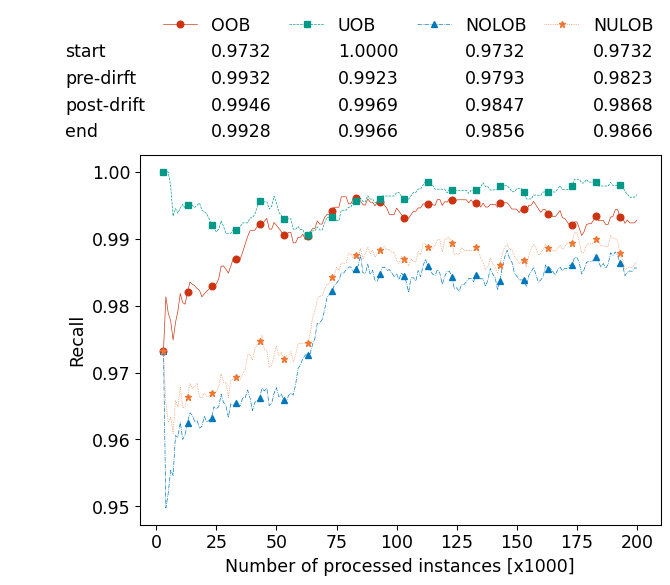 OOB UOB NOLOB NULOB
start 0.9732 1.0000 0.9732 0.9732
pre-dirft 0.9932 0.9923 0.9793 0.9823
post-drift 0.9946 0.9969 0.9847 0.9868
end 0.9928 0.9966 0.9856 0.9866
1.00
0.99
0.98
0.97
0.96
0.95
Recall
0 25 50 75 100 125 150 175 200
Number of processed instances [x1000]